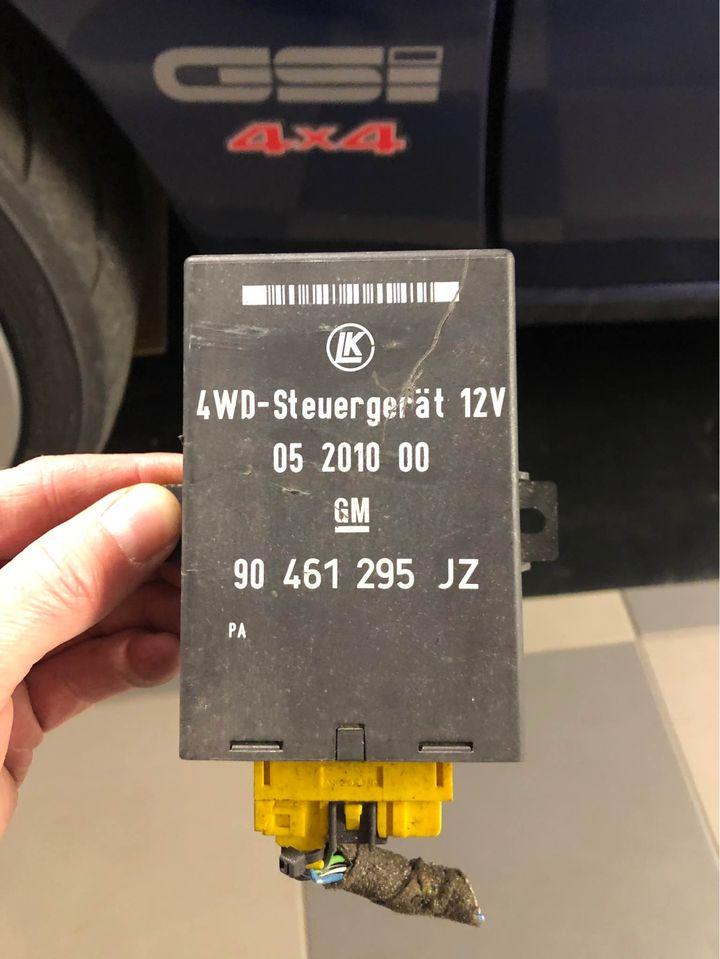 GSi
4x4
LK
4WD-Steuergerät 12V
05 2010 00
GM
90 461 295 JZ
PA